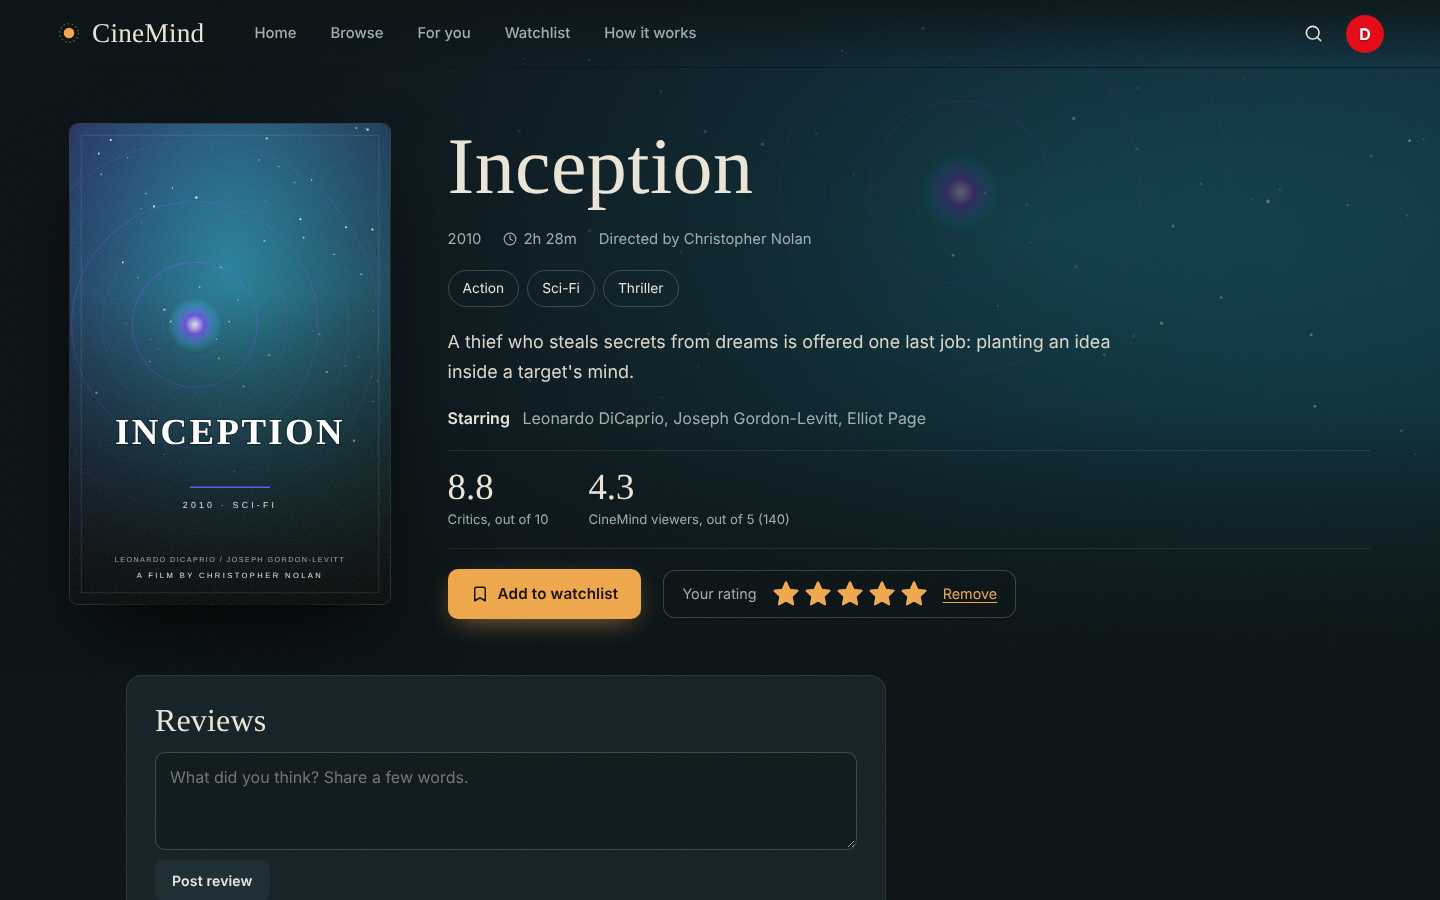 CineMind
Home
Browse
For you
Watchlist
How it works
D
INCEPTION
2010 · SCI-FI
LEONARDO DICAPRIO / JOSEPH GORDON-LEVITT
A FILM BY CHRISTOPHER NOLAN
Inception
2010
2h 28m
Directed by Christopher Nolan
Action
Sci-Fi
Thriller
A thief who steals secrets from dreams is offered one last job: planting an idea
inside a target's mind.
Starring Leonardo DiCaprio, Joseph Gordon-Levitt, Elliot Page
8.8
Critics, out of 10
4.3
CineMind viewers, out of 5 (140)
Add to watchlist
Your rating
Remove
Reviews
What did you think? Share a few words.
Post review